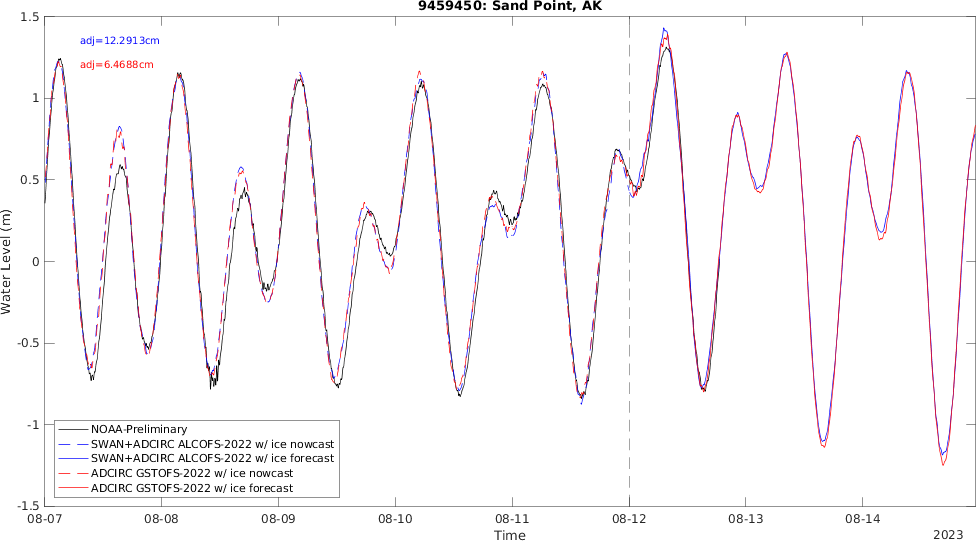 9459450: Sand Point, AK
adj=12.2913cm
adj=6.4688cm
Water Level (m)
1.5
1
0.5
0
-0.5
-1
-1.5
NOAA-Preliminary
SWAN+ADCIRC ALCOFS-2022 w/ ice nowcast
SWAN+ADCIRC ALCOFS-2022 w/ ice forecast
ADCIRC GSTOFS-2022 w/ ice nowcast
ADCIRC GSTOFS-2022 w/ ice forecast
08-07 08-08 08-09 08-10 08-11 08-12 08-13 08-14
Time
2023